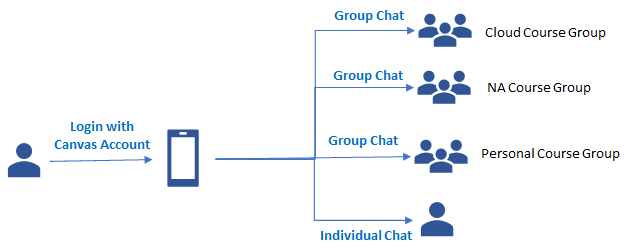 Group Chat
Cloud Course Group
Group Chat
NA Course Group
Login with
Canvas Account
Group Chat
Personal Course Group
Individual Chat